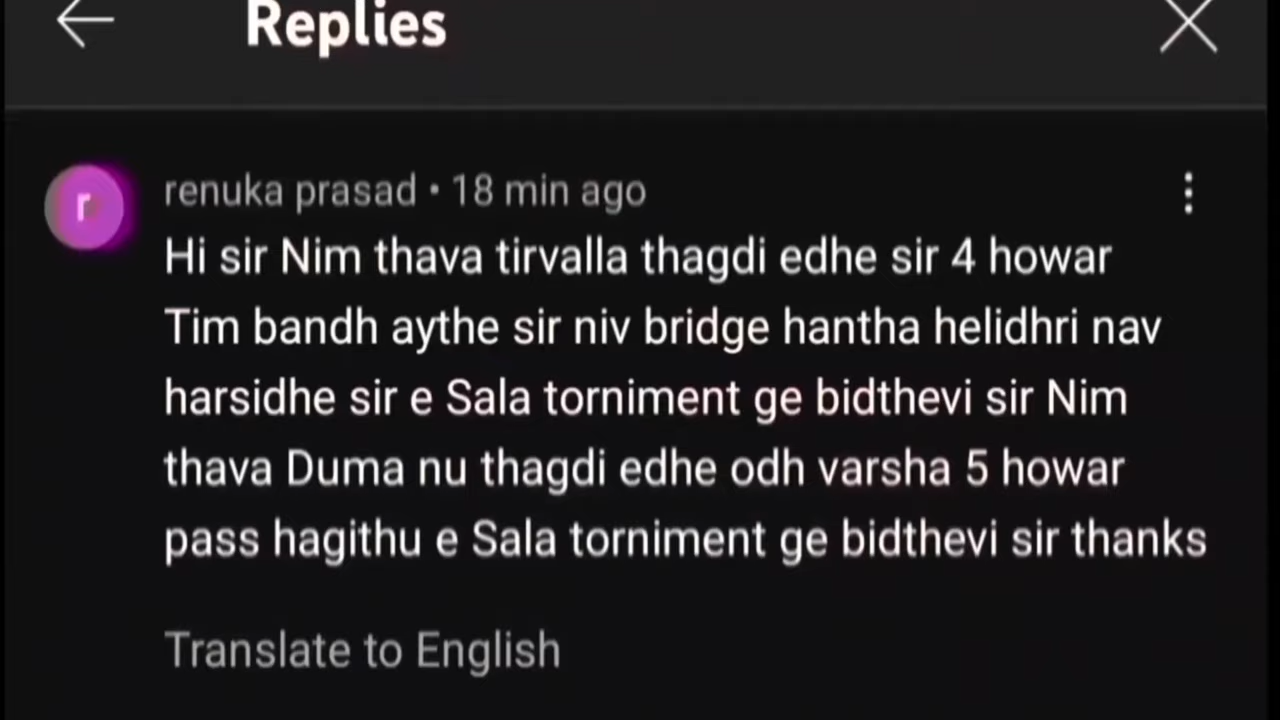 Replies
renuka prasad • 18 min ago
Hi sir Nim thava tirvalla thagdi edhe sir 4 howar
Tim bandh aythe sir niv bridge hantha helidhri nav
harsidhe sir e Sala torniment ge bidthevi sir Nim
thava Duma nu thagdi edhe odh varsha 5 howar
pass hagithu e Sala torniment ge bidthevi sir thanks
Translate to English